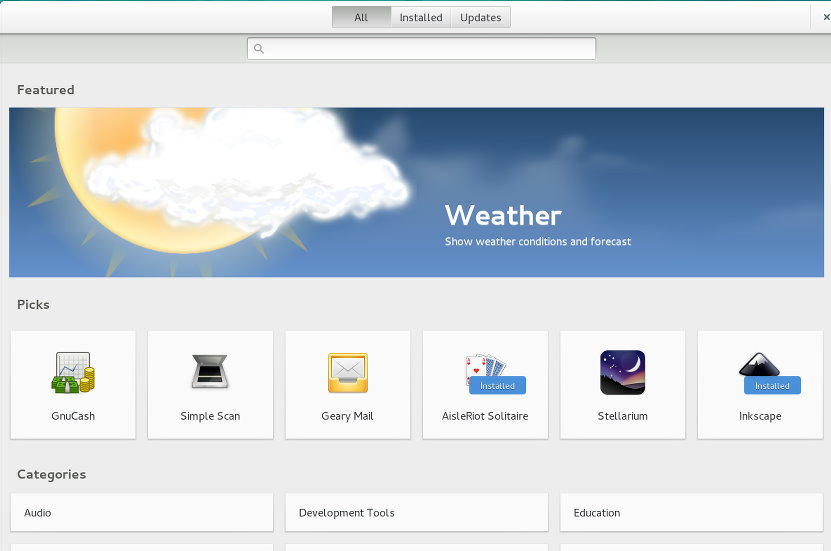 All Installed Updates
Featured
Weather
Show weather conditions and forecast
Picks
Installed Installed
GnuCash Simple Scan Geary Mail AisleRiot Solitaire Stellarium Inkscape
Categories
Audio Development Tools Education